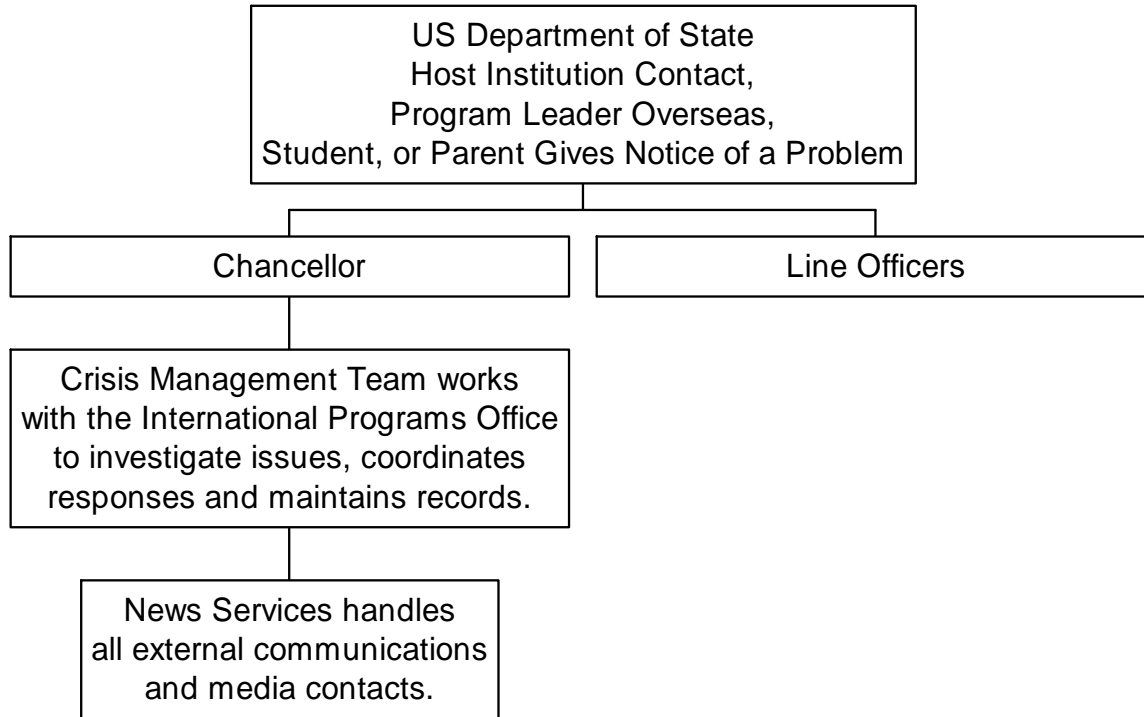 US Department of State
Host Institution Contact,
Program Leader Overseas,
Student, or Parent Gives Notice of a Problem
Chancellor
Line Officers
Crisis Management Team works
with the International Programs Office
to investigate issues, coordinates
responses and maintains records.
News Services handles
all external communications
and media contacts.